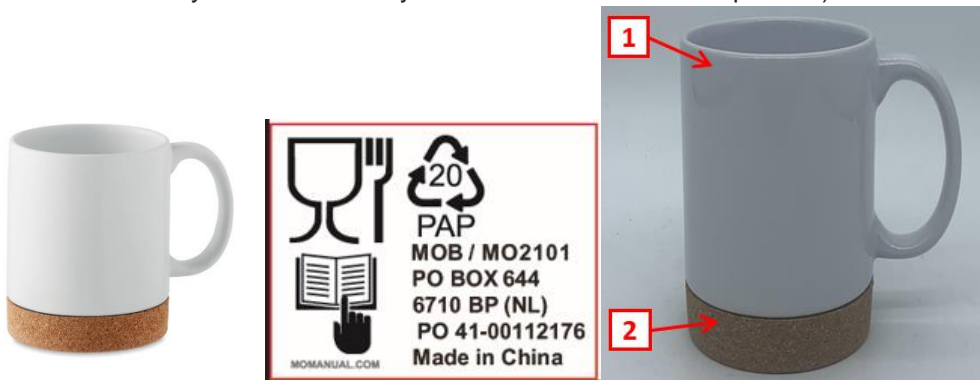 1
20
PAP
MOB / MO2101
PO BOX 644
6710 BP (NL)
PO 41-00112176
MOMANUAL.COM
Made in China
2